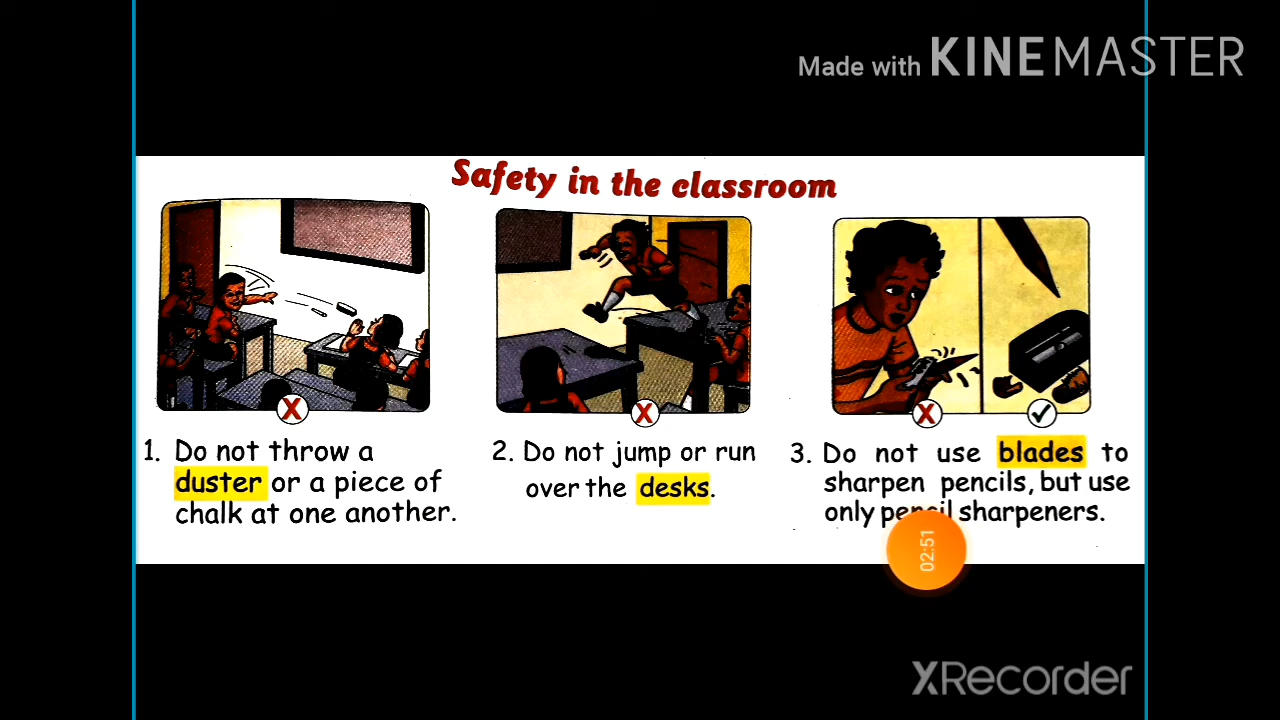 Made with KINEMASTER
Safety in the classroom
1. Do not throw a
duster or a piece of
chalk at one another.
2. Do not jump or run
over the desks.
3. Do not use blades to
sharpen pencils, but use
only pencil sharpeners.
02:51
XRecorder